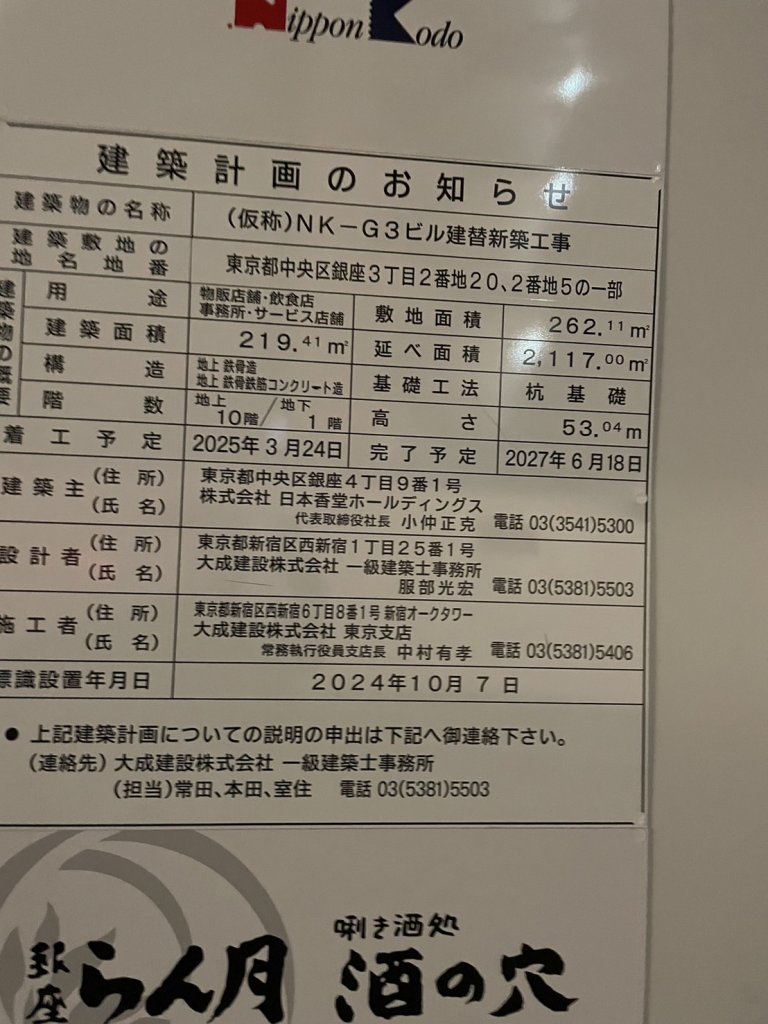 Nippon Kodo
建築計画のお知らせ
建築物の名称 (仮称)NK－G3ビル建替新築工事
建築敷地の地名地番 東京都中央区銀座3丁目2番地20、2番地5の一部
建築物の概要
用途 物販店舗・飲食店
事務所・サービス店舗
敷地面積 262.11㎡
建築面積 219.41㎡
延べ面積 2,117.00㎡
構造 地上 鉄骨造
地上 鉄骨鉄筋コンクリート造
基礎工法 杭基礎
階数 地上10階/地下1階
高さ 53.04m
着工予定 2025年3月24日
完了予定 2027年6月18日
建築主 (住所) 東京都中央区銀座4丁目9番1号
(氏名) 株式会社 日本香堂ホールディングス
代表取締役社長 小仲正克 電話 03(3541)5300
設計者 (住所) 東京都新宿区西新宿1丁目25番1号
(氏名) 大成建設株式会社 一級建築士事務所
服部光宏 電話 03(5381)5503
施工者 (住所) 東京都新宿区西新宿6丁目8番1号 新宿オークタワー
(氏名) 大成建設株式会社 東京支店
常務執行役員支店長 中村有孝 電話 03(5381)5406
標識設置年月日 2024年10月7日
● 上記建築計画についての説明の申出は下記へ御連絡下さい。
(連絡先) 大成建設株式会社 一級建築士事務所
(担当)常田、本田、室住 電話 03(5381)5503
銀座 らん月
唎き酒処
酒の穴